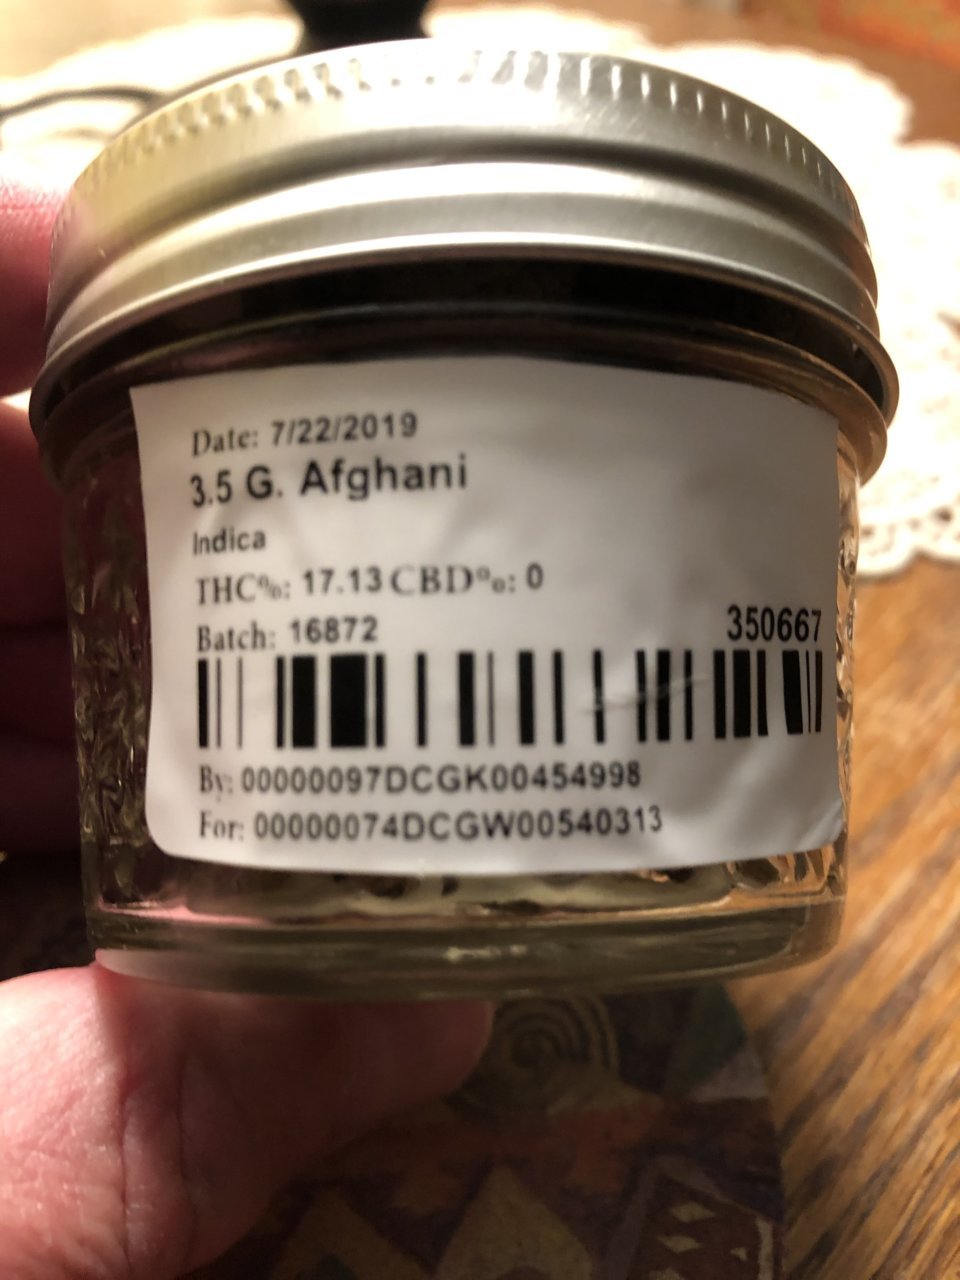 Date: 7/22/2019
3.5 G. Afghani
Indica
THC%: 17.13 CBD%: 0
Batch: 16872
350667
By: 00000097DCGK00454998
For: 00000074DCGW00540313